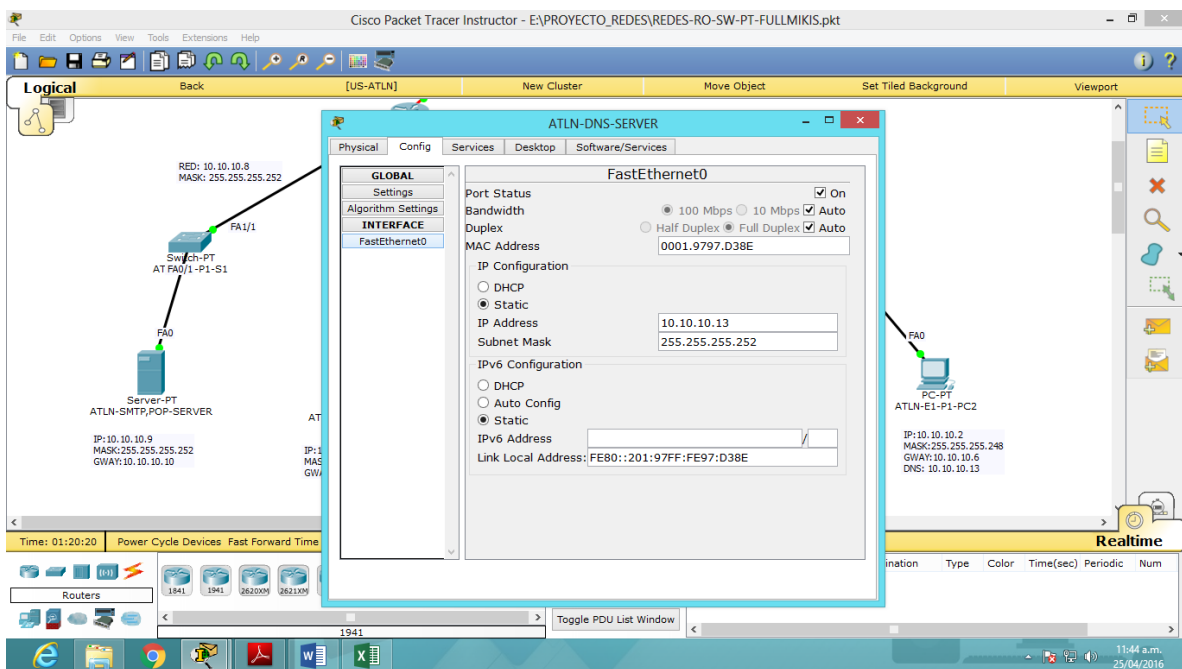 Cisco Packet Tracer Instructor - E:\PROYECTO_REDES\REDES-RO-SW-PT-FULLMIKIS.pkt
File Edit Options View Tools Extensions Help
Logical Back [US-ATLN] New Cluster Move Object Set Tiled Background Viewport
ATLN-DNS-SERVER
Physical Config Services Desktop Software/Services
GLOBAL
Settings
Algorithm Settings
INTERFACE
FastEthernet0
FastEthernet0
Port Status On
Bandwidth 100 Mbps 10 Mbps Auto
Duplex Half Duplex Full Duplex Auto
MAC Address 0001.9797.D38E
IP Configuration
DHCP
Static
IP Address 10.10.10.13
Subnet Mask 255.255.255.252
IPv6 Configuration
DHCP
Auto Config
Static
IPv6 Address /
Link Local Address: FE80::201:97FF:FE97:D38E
RED: 10.10.10.8
MASK: 255.255.255.252
FA1/1
Switch-PT
AT FA0/1-P1-S1
FA0
Server-PT
ATLN-SMTP,POP-SERVER
IP:10.10.10.9
MASK:255.255.255.252
GWAY:10.10.10.10
AT
IP:1
MAS
GWA
FA0
PC-PT
ATLN-E1-P1-PC2
IP:10.10.10.2
MASK:255.255.255.248
GWAY:10.10.10.6
DNS: 10.10.10.13
Time: 01:20:20 Power Cycle Devices Fast Forward Time
Realtime
Routers
1841 1941 2620XM 2621XM
1941
Toggle PDU List Window
ination Type Color Time(sec) Periodic Num
11:44 a.m.
25/04/2016